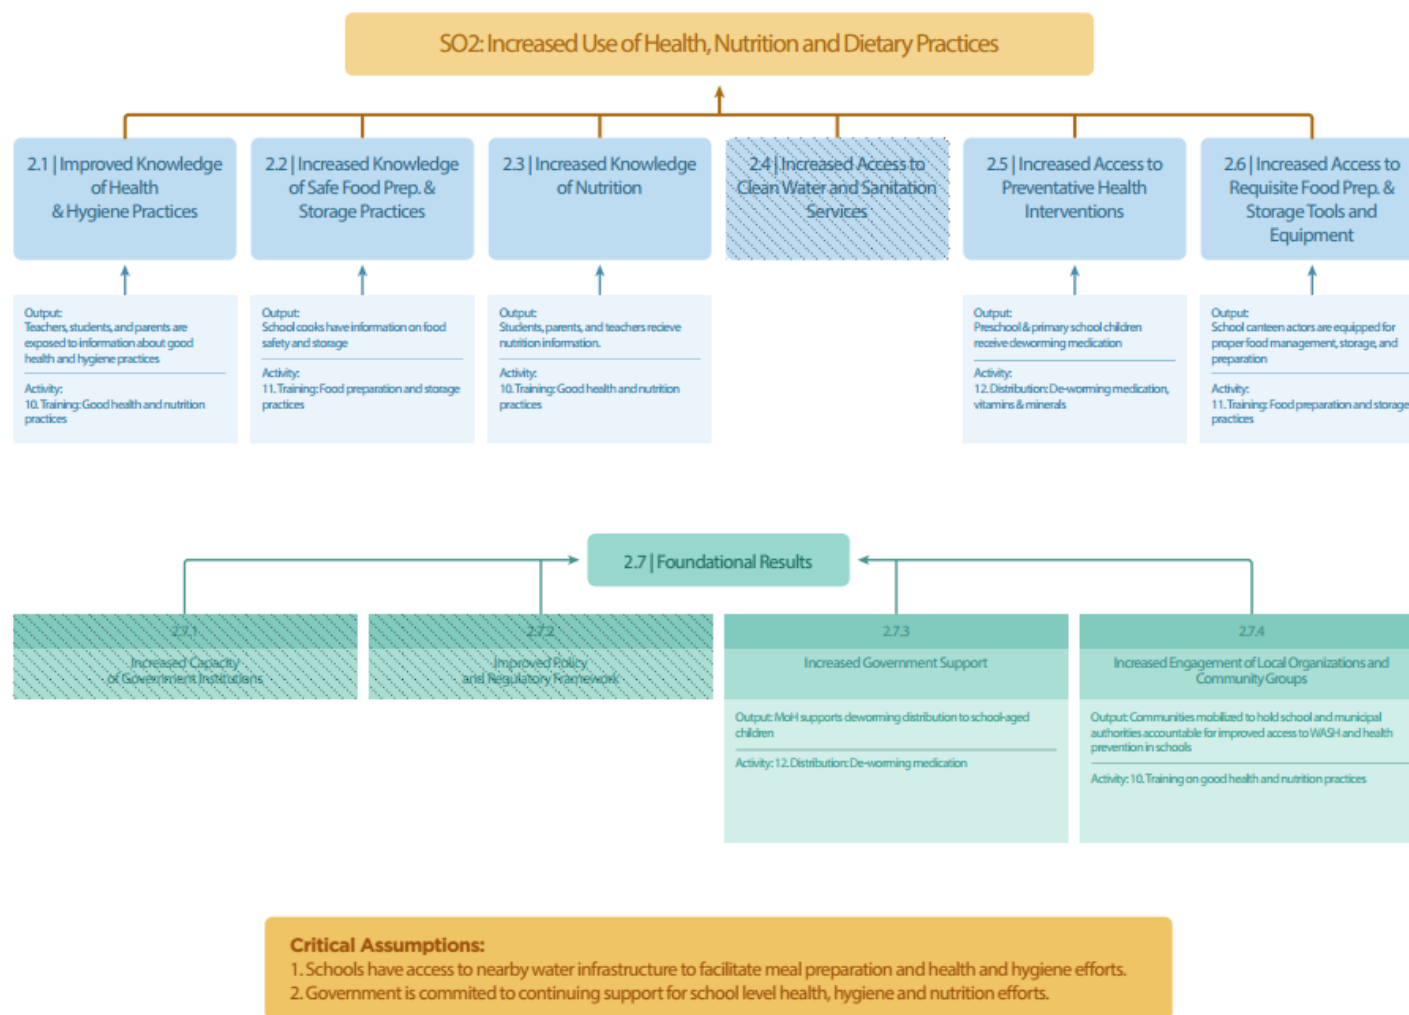 SO2: Increased Use of Health, Nutrition and Dietary Practices
2.1 | Improved Knowledge
of Health
& Hygiene Practices
2.2 | Increased Knowledge
of Safe Food Prep. &
Storage Practices
2.3 | Increased Knowledge
of Nutrition
2.4 | Increased Access to
Clean Water and Sanitation
Services
2.5 | Increased Access to
Preventative Health
Interventions
2.6 | Increased Access to
Requisite Food Prep. &
Storage Tools and
Equipment
Output:
Teachers, students, and parents are
exposed to information about good
health and hygiene practices
Activity:
10. Training: Good health and nutrition
practices
Output:
School cooks have information on food
safety and storage
Activity:
11. Training: Food preparation and storage
practices
Output:
Students, parents, and teachers recieve
nutrition information.
Activity:
10. Training: Good health and nutrition
practices
Output:
Preschool & primary school children
receive deworming medication
Activity:
12. Distribution: De-worming medication,
vitamins & minerals
Output:
School canteen actors are equipped for
proper food management, storage, and
preparation
Activity:
11. Training: Food preparation and storage
practices
2.7 | Foundational Results
2.7.1
Increased Capacity
of Government Institutions
2.7.2
Improved Policy
and Regulatory Framework
2.7.3
Increased Government Support
Output: MoH supports deworming distribution to school-aged
children
Activity: 12. Distribution: De-worming medication
2.7.4
Increased Engagement of Local Organizations and
Community Groups
Output: Communities mobilized to hold school and municipal
authorities accountable for improved access to WASH and health
prevention in schools
Activity: 10. Training on good health and nutrition practices
Critical Assumptions:
1. Schools have access to nearby water infrastructure to facilitate meal preparation and health and hygiene efforts.
2. Government is commited to continuing support for school level health, hygiene and nutrition efforts.